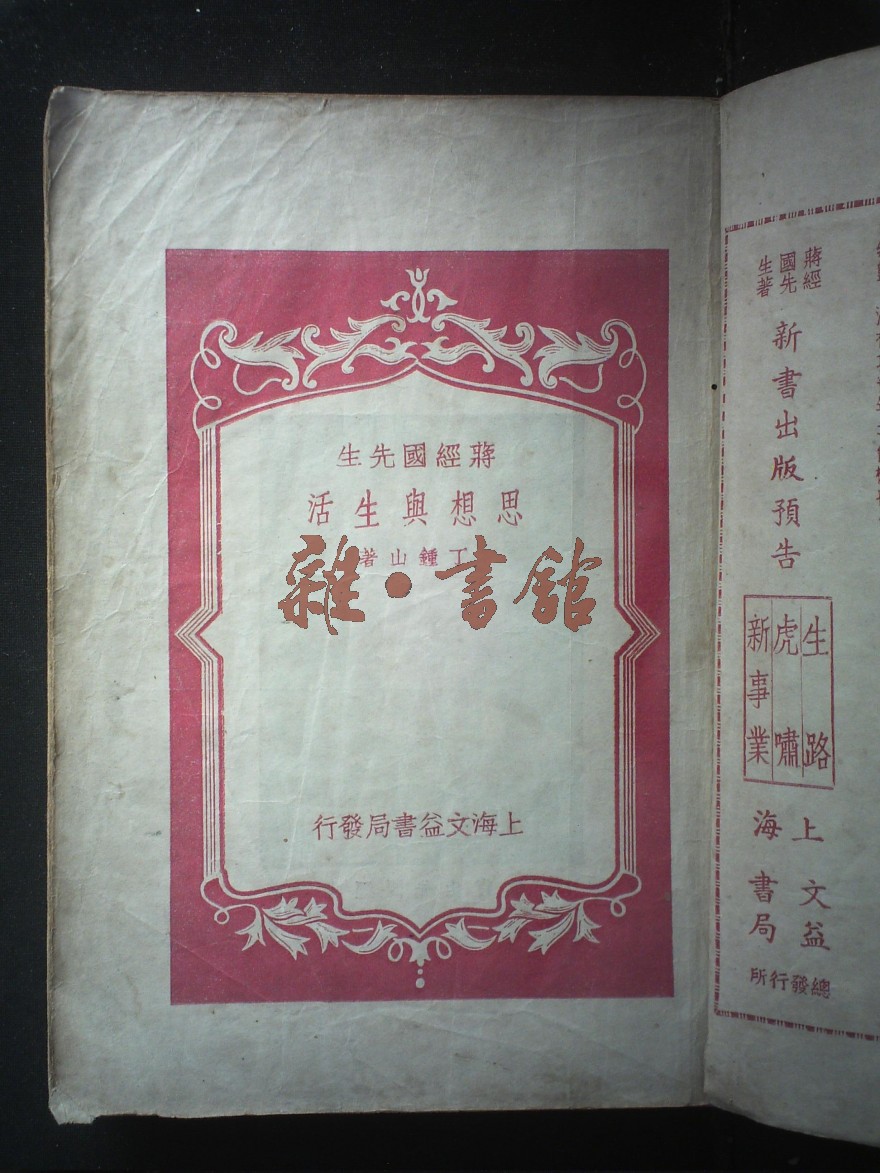 蔣經國先生
思想與生活
丁鍾山著
雜·書館
上海文益書局發行
蔣經國先生著
新書出版預告
生路
虎嘯
新事業
上海
文益書局
總發行所